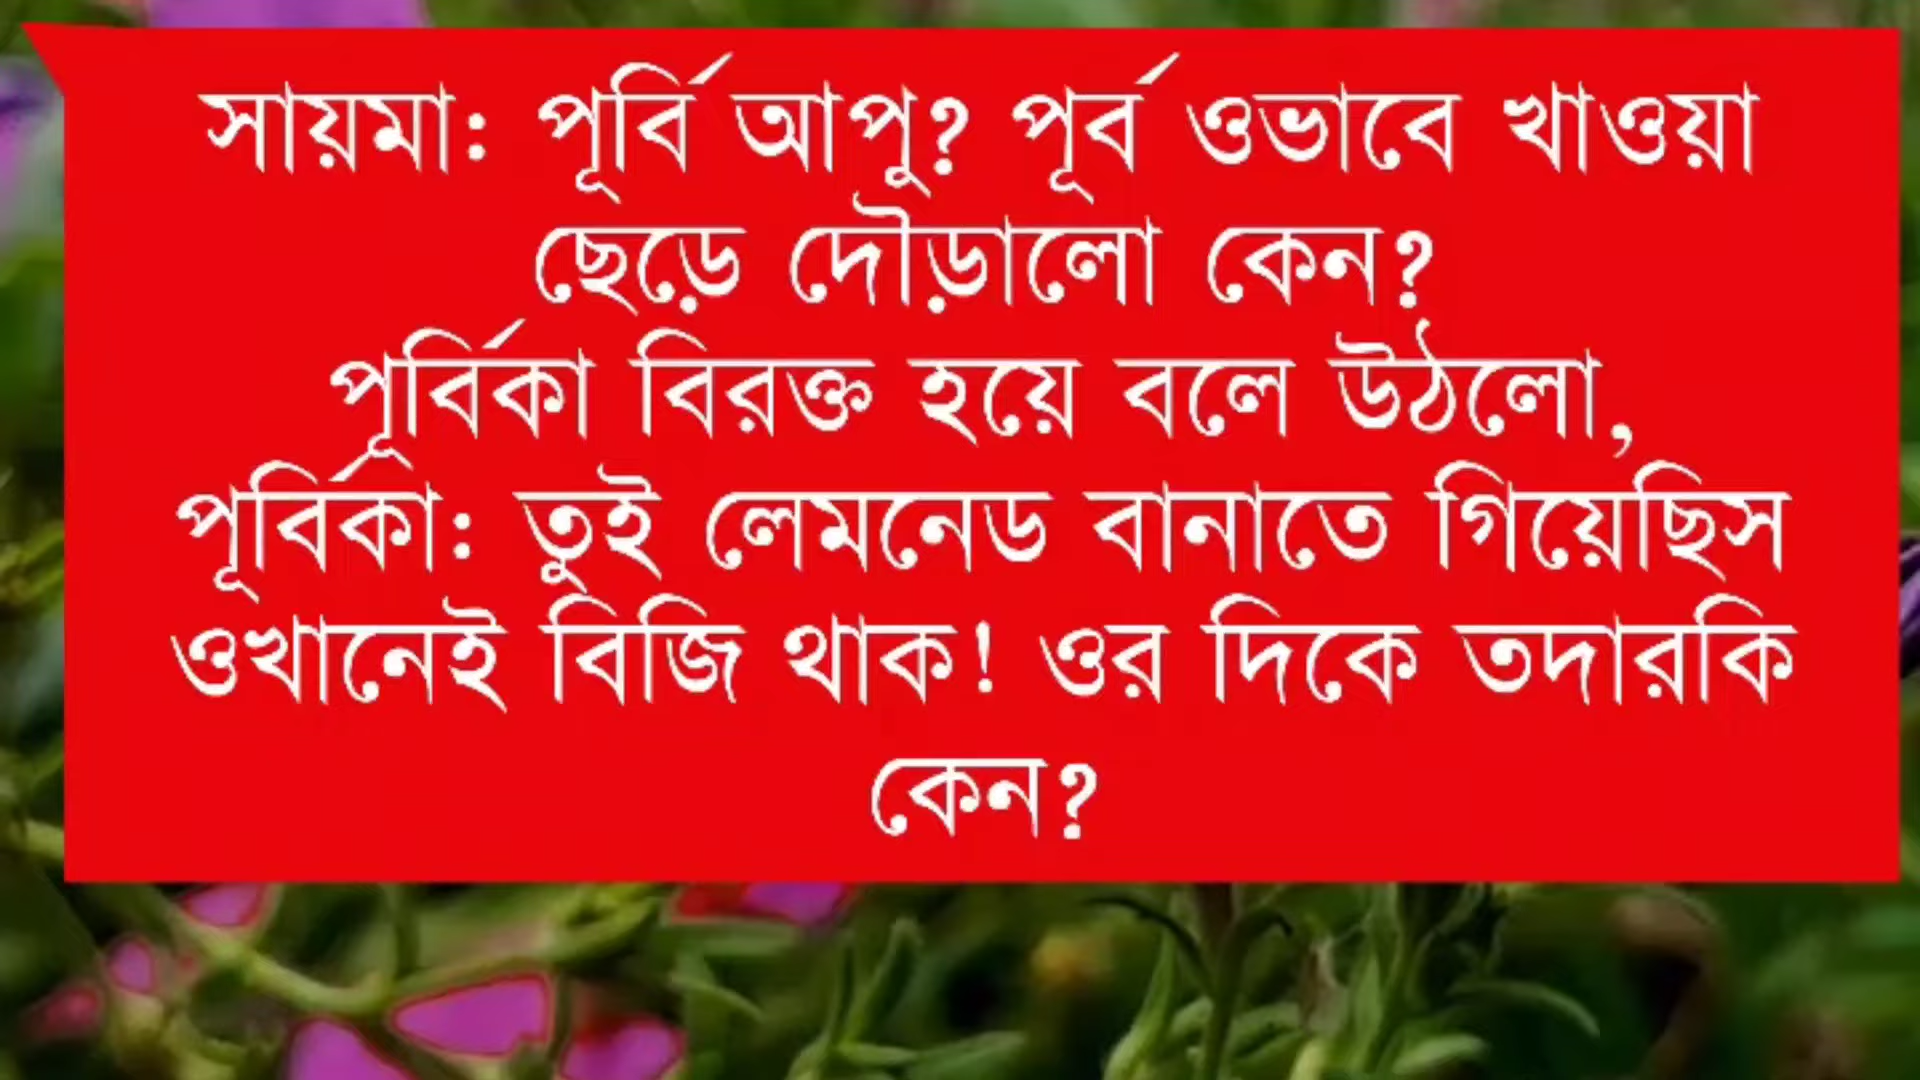 সায়মা: পূর্বি আপু? পূর্ব ওভাবে খাওয়া
ছেড়ে দৌড়ালো কেন?
পূর্বিকা বিরক্ত হয়ে বলে উঠলো,
পূর্বিকা: তুই লেমনেড বানাতে গিয়েছিস
ওখানেই বিজি থাক! ওর দিকে তদারকি
কেন?